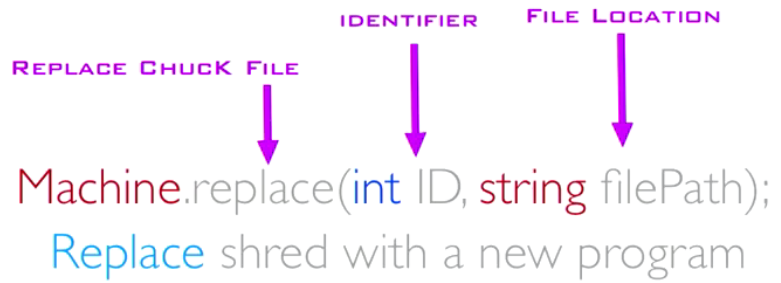 IDENTIFIER
FILE LOCATION
REPLACE CHUCK FILE
Machine.replace(int ID, string filePath);
Replace shred with a new program